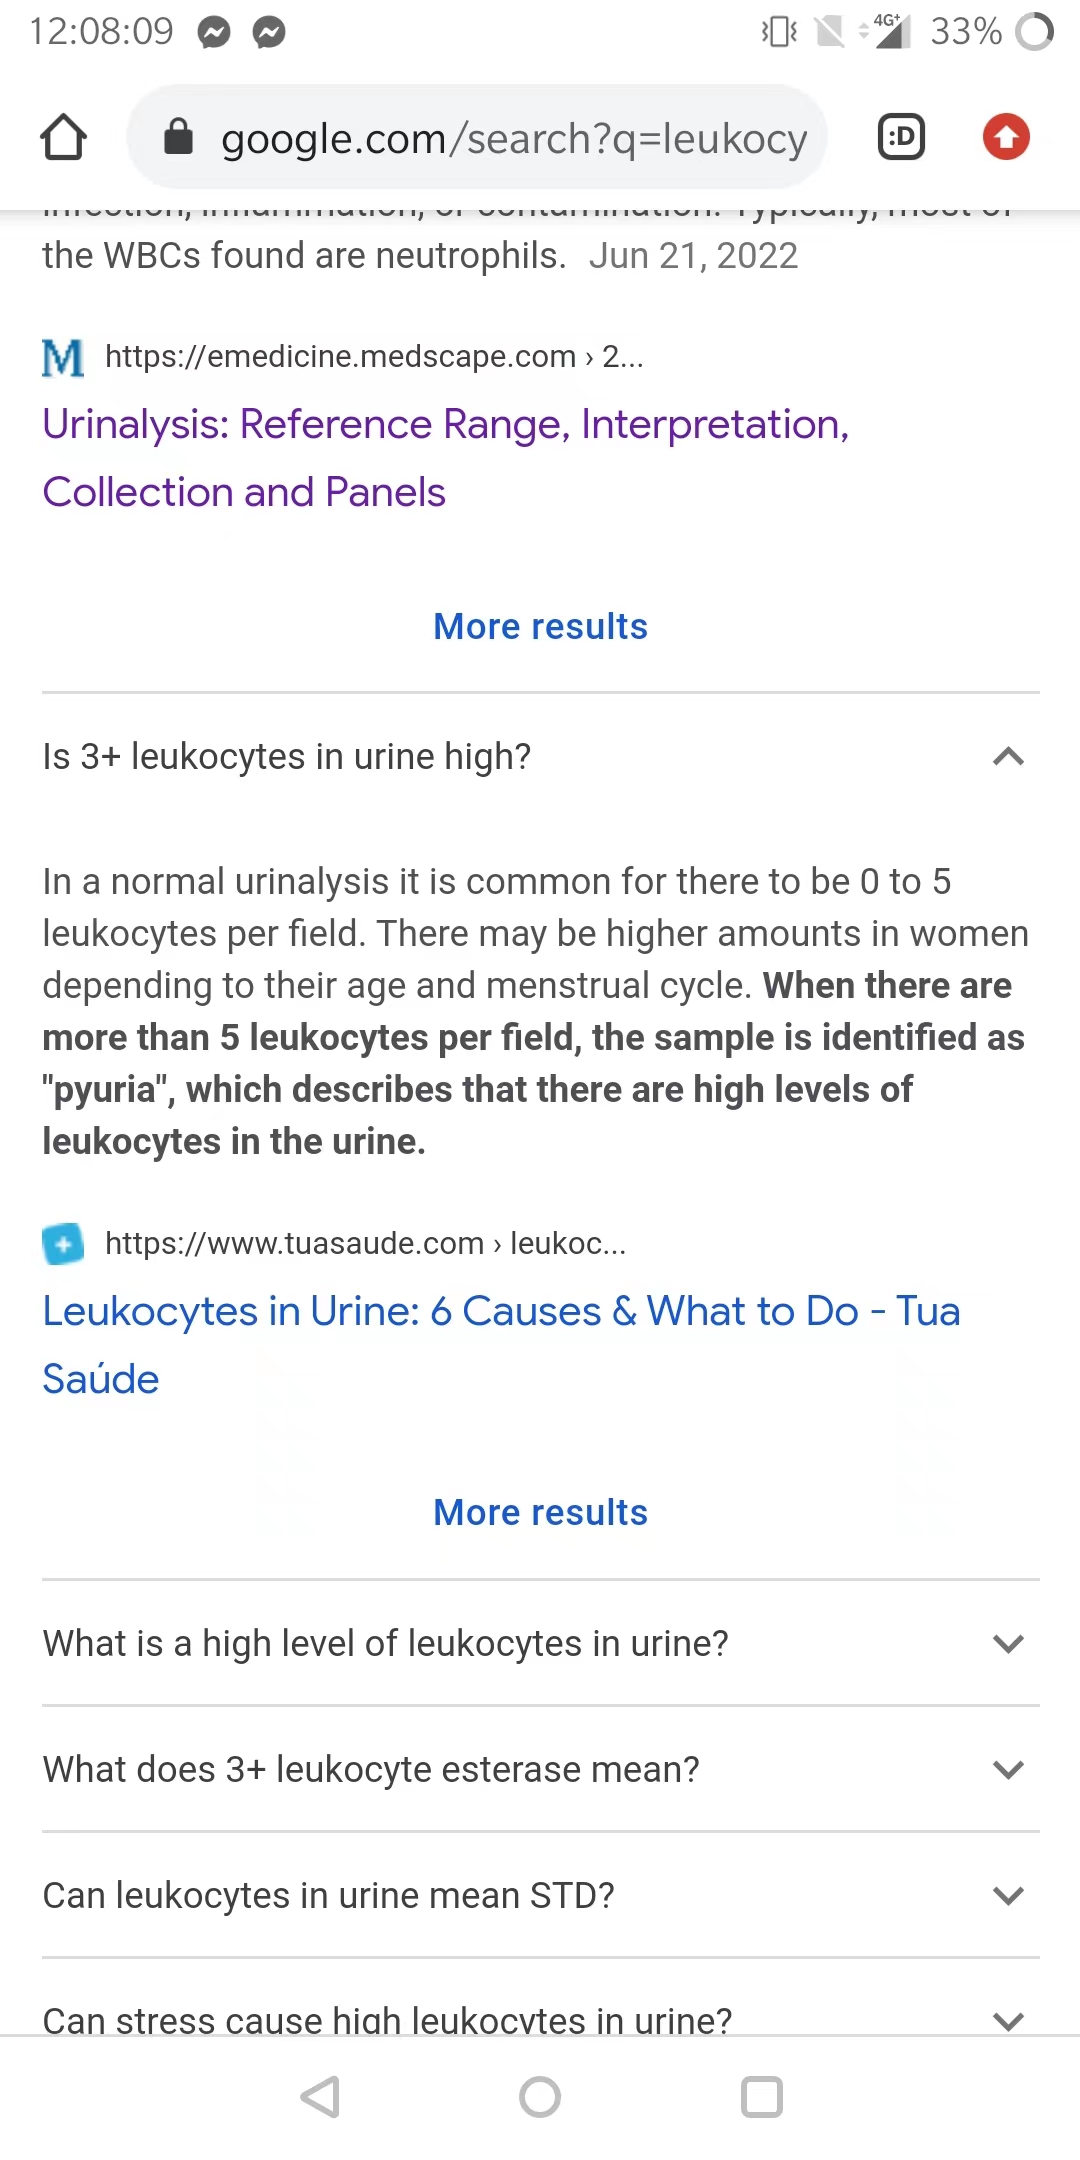 12:08:09
4G+ 33%
google.com/search?q=leukocy
:D
infection, inflammation, or contamination. Typically, most of
the WBCs found are neutrophils. Jun 21, 2022
M https://emedicine.medscape.com › 2...
Urinalysis: Reference Range, Interpretation,
Collection and Panels
More results
Is 3+ leukocytes in urine high?
In a normal urinalysis it is common for there to be 0 to 5
leukocytes per field. There may be higher amounts in women
depending to their age and menstrual cycle. When there are
more than 5 leukocytes per field, the sample is identified as
"pyuria", which describes that there are high levels of
leukocytes in the urine.
https://www.tuasaude.com › leukoc...
Leukocytes in Urine: 6 Causes & What to Do - Tua
Saúde
More results
What is a high level of leukocytes in urine?
What does 3+ leukocyte esterase mean?
Can leukocytes in urine mean STD?
Can stress cause high leukocytes in urine?